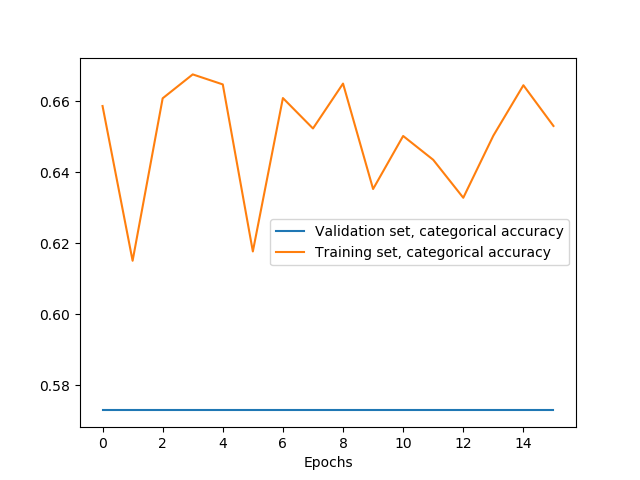 0.66
0.64
0.62
0.60
0.58
Validation set, categorical accuracy
Training set, categorical accuracy
0 2 4 6 8 10 12 14
Epochs